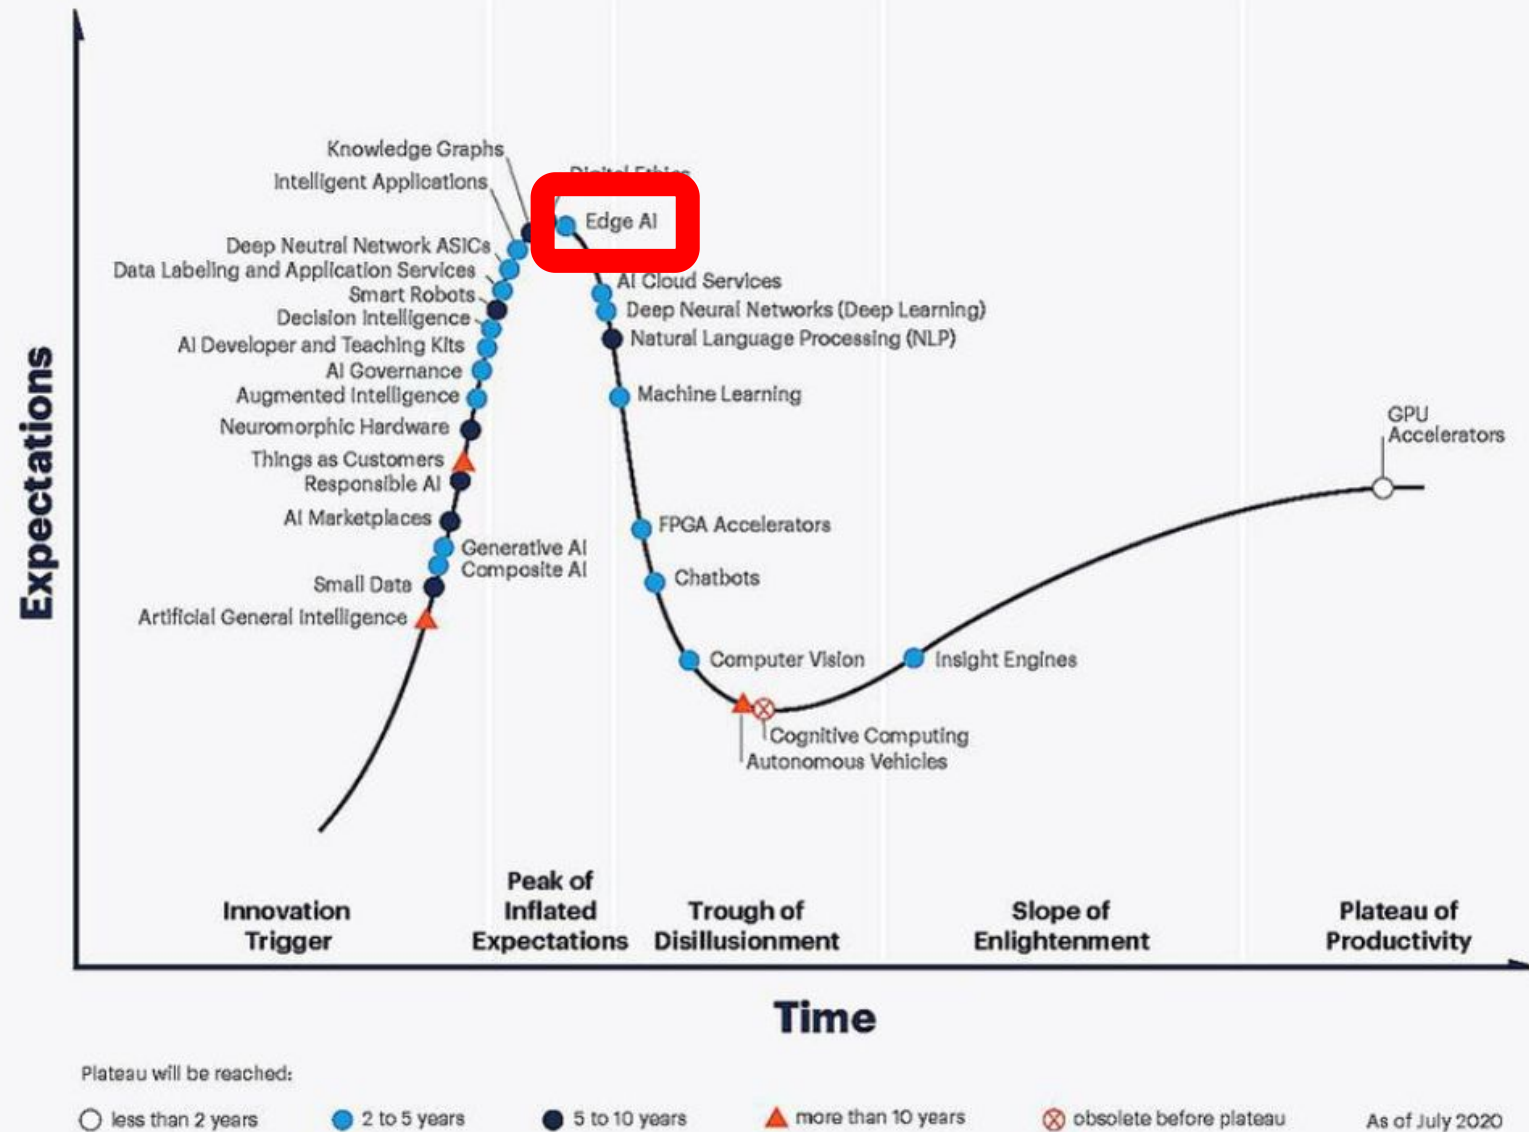 Expectations
Knowledge Graphs
Digital Ethics
Intelligent Applications
Edge AI
Deep Neutral Network ASICs
Data Labeling and Application Services
Smart Robots
Decision Intelligence
AI Developer and Teaching Kits
AI Governance
Augmented Intelligence
Neuromorphic Hardware
Things as Customers
Responsible AI
AI Marketplaces
Generative AI
Composite AI
Small Data
Artificial General Intelligence
AI Cloud Services
Deep Neural Networks (Deep Learning)
Natural Language Processing (NLP)
Machine Learning
FPGA Accelerators
Chatbots
Computer Vision
Cognitive Computing
Autonomous Vehicles
Insight Engines
GPU
Accelerators
Innovation
Trigger
Peak of
Inflated
Expectations
Trough of
Disillusionment
Slope of
Enlightenment
Plateau of
Productivity
Time
Plateau will be reached:
less than 2 years
2 to 5 years
5 to 10 years
more than 10 years
obsolete before plateau
As of July 2020